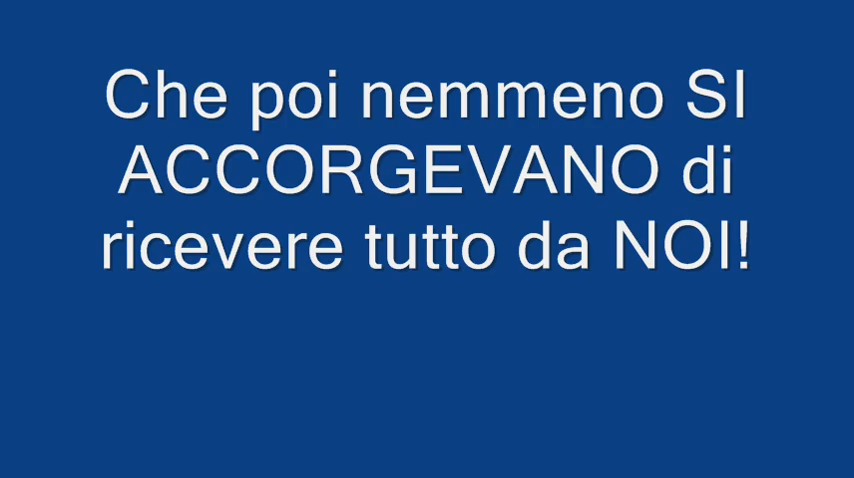 Che poi nemmeno SI
ACCORGEVANO di
ricevere tutto da NOI!